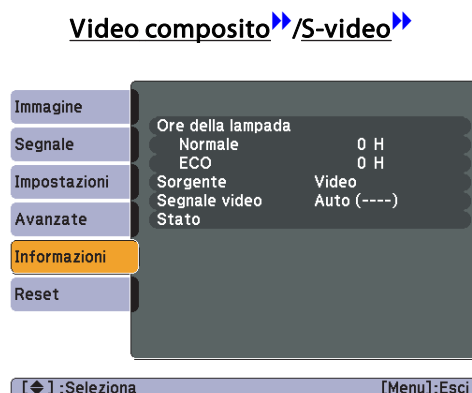 Video composito/S-video
Immagine
Segnale
Impostazioni
Avanzate
Informazioni
Reset
Ore della lampada
Normale 0 H
ECO 0 H
Sorgente Video
Segnale video Auto (----)
Stato
[◆] :Seleziona [Menu]:Esci